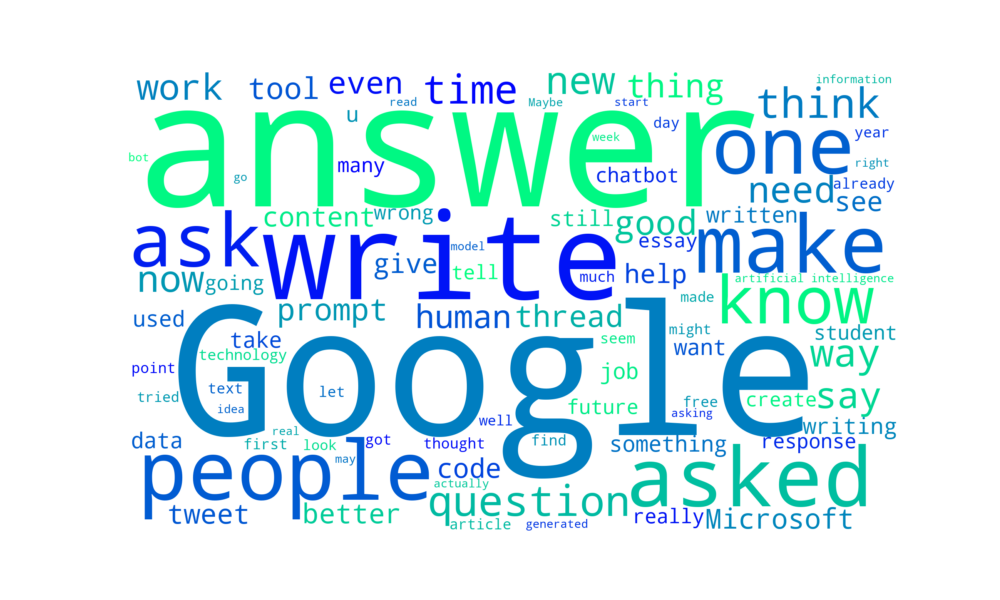 work tool even time new thing information
read Maybe start think
answer
u day one year
bot week
go many chatbot right
need already
content wrong still good written see
ask write essay make
model
now going give tell much help artificial intelligence
prompt made know
used human thread might student
Google
take seem want way
point technology job
tried text let free create say
idea future asking
well writing
data first real look got thought find something response
people may code asked
actually
question
tweet better article generated really Microsoft